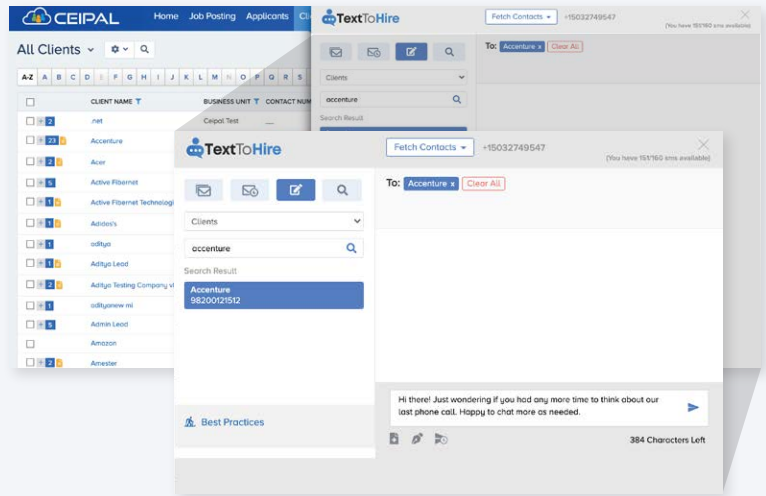 CEIPAL
Home Job Posting Applicants
All Clients
A-Z A B C D E F G H I J K L M N O P Q R S
CLIENT NAME BUSINESS UNIT CONTACT NUM
2 .net Ceipal Test
23 Accenture
2 Acer
5 Active Fibernet
1 Active Fibernet Technologi
1 Adidas's
1 aditya
1 Aditya Lead
2 Aditya Testing Company
1 adityanew mi
5 Admin Lead
Amazon
2 Amester
TextToHire
Fetch Contacts +15032749547
(You have 151/160 sms available)
To: Accenture x Clear All
Clients
accenture
Search Result
TextToHire
Fetch Contacts +15032749547
(You have 151/160 sms available)
To: Accenture x Clear All
Clients
accenture
Search Result
Accenture
98200121512
Hi there! Just wondering if you had any more time to think about our
last phone call. Happy to chat more as needed.
Best Practices
384 Characters Left